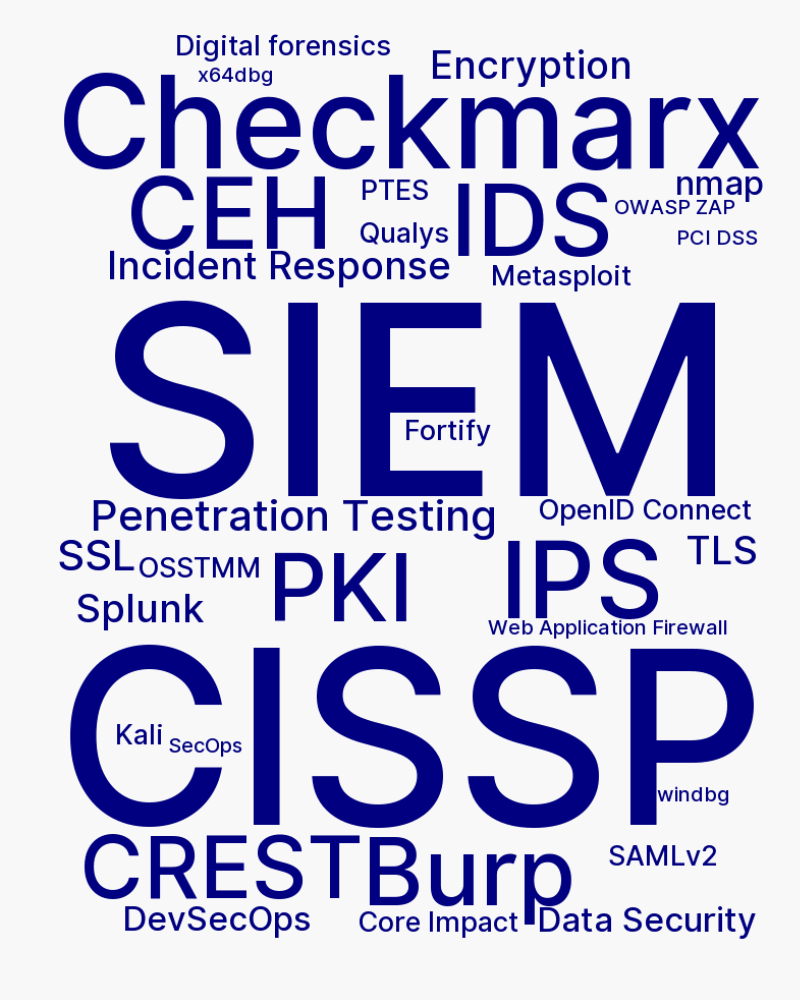 Digital forensics
Encryption
x64dbg
Checkmarx
CEH
PTES
IDS
nmap
OWASP ZAP
Qualys
PCI DSS
Incident Response
Metasploit
SIEM
Fortify
Penetration Testing
OpenID Connect
SSL
OSSTMM
PKI
IPS
TLS
Splunk
Web Application Firewall
CISSP
Kali
SecOps
windbg
CREST
Burp
SAMLv2
DevSecOps
Core Impact
Data Security